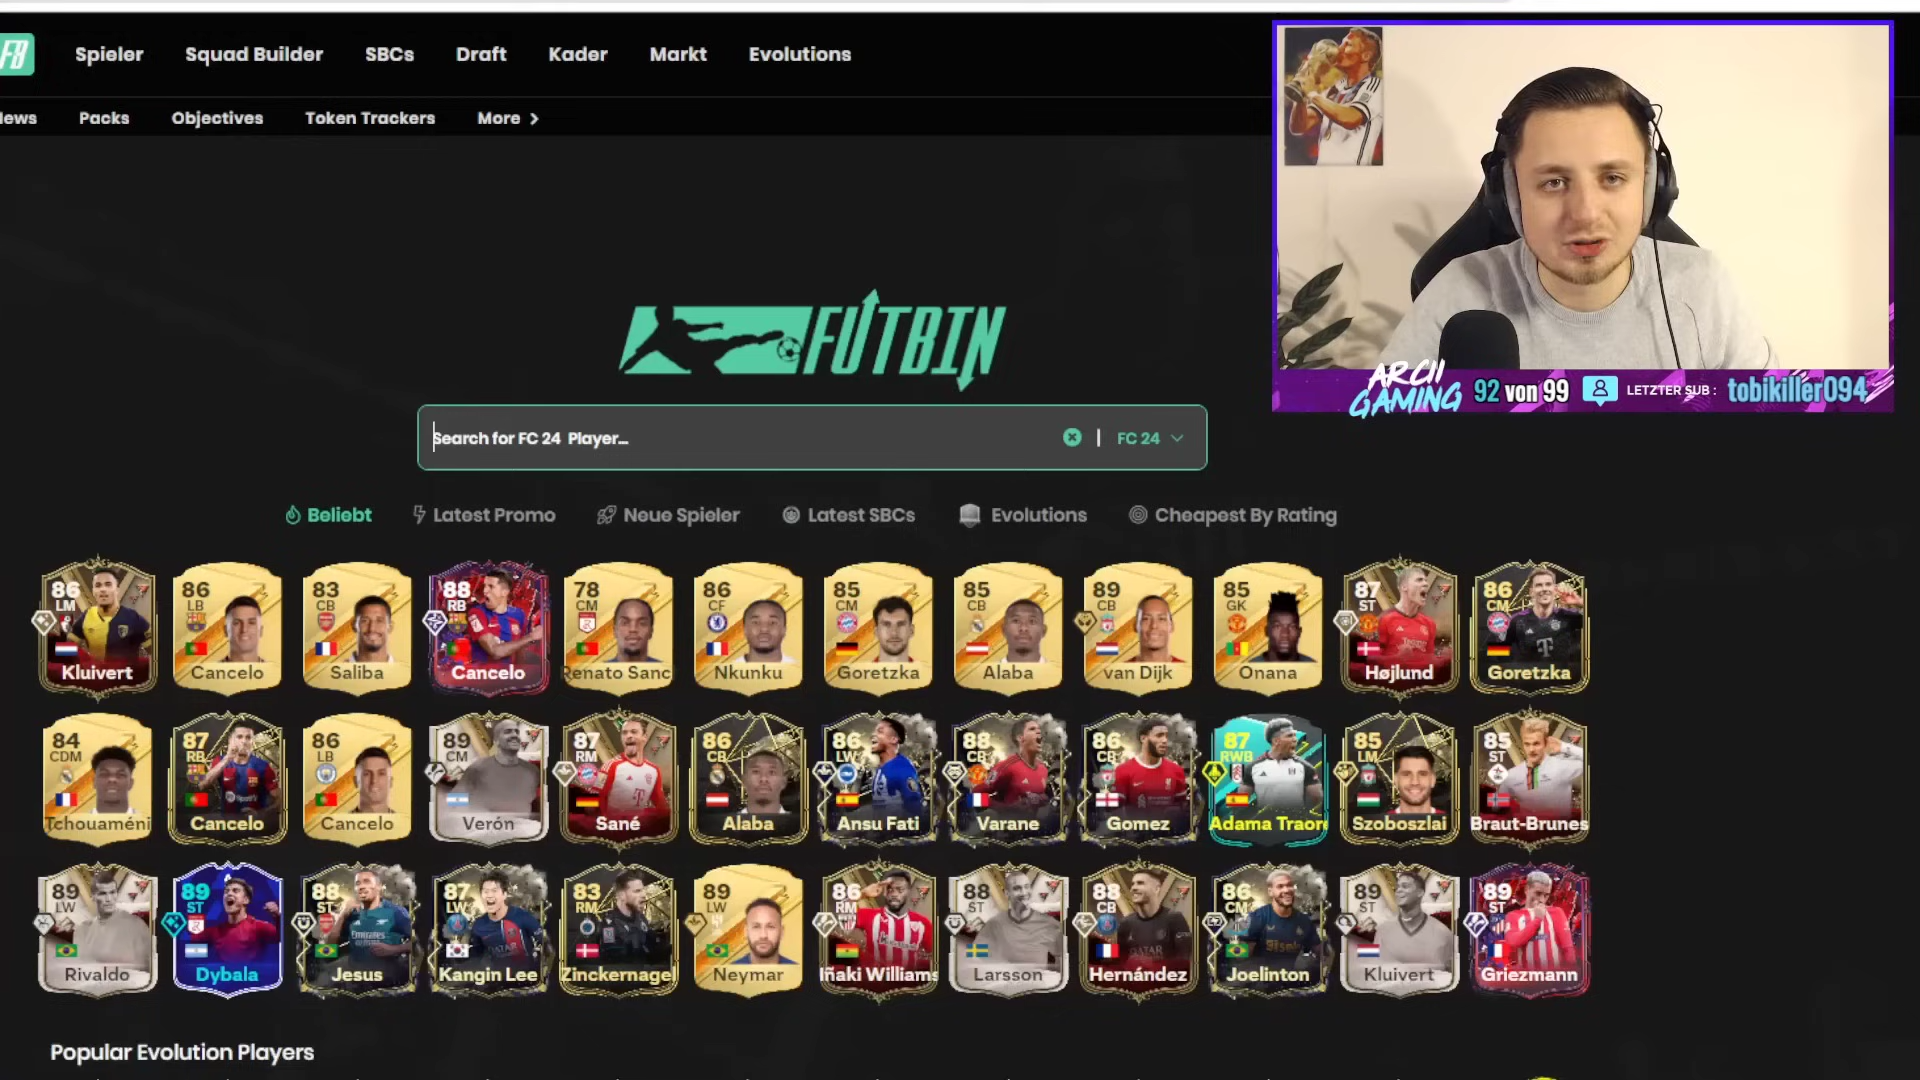 F8
Spieler Squad Builder SBCs Draft Kader Markt Evolutions
News Packs Objectives Token Trackers More
ARCII
GAMING
92 von 99
LETZTER SUB : tobikiller094
FUTBIN
Search for FC 24 Player...
FC 24
Beliebt Latest Promo Neue Spieler Latest SBCs Evolutions Cheapest By Rating
86 86 83 88 78 86 85 85 89 85 87 86
LM LB CB RB CM CF CM CB CB GK ST CM
Kluivert Cancelo Saliba Cancelo Renato Sanc Nkunku Goretzka Alaba van Dijk Onana Højlund Goretzka
84 87 86 89 87 86 86 88 86 87 85 85
CDM RB LB CM RM CB LW CB CB RWB LM ST
Tchouaméni Cancelo Cancelo Verón Sané Alaba Ansu Fati Varane Gomez Adama Traor Szoboszlai Braut-Brunes
89 89 88 87 83 89 86 88 88 86 89 89
LW ST ST LW RM LW RM ST CB CM ST ST
Rivaldo Dybala Jesus Kangin Lee Zinckernagel Neymar Iñaki Williams Larsson Hernández Joelinton Kluivert Griezmann
Popular Evolution Players